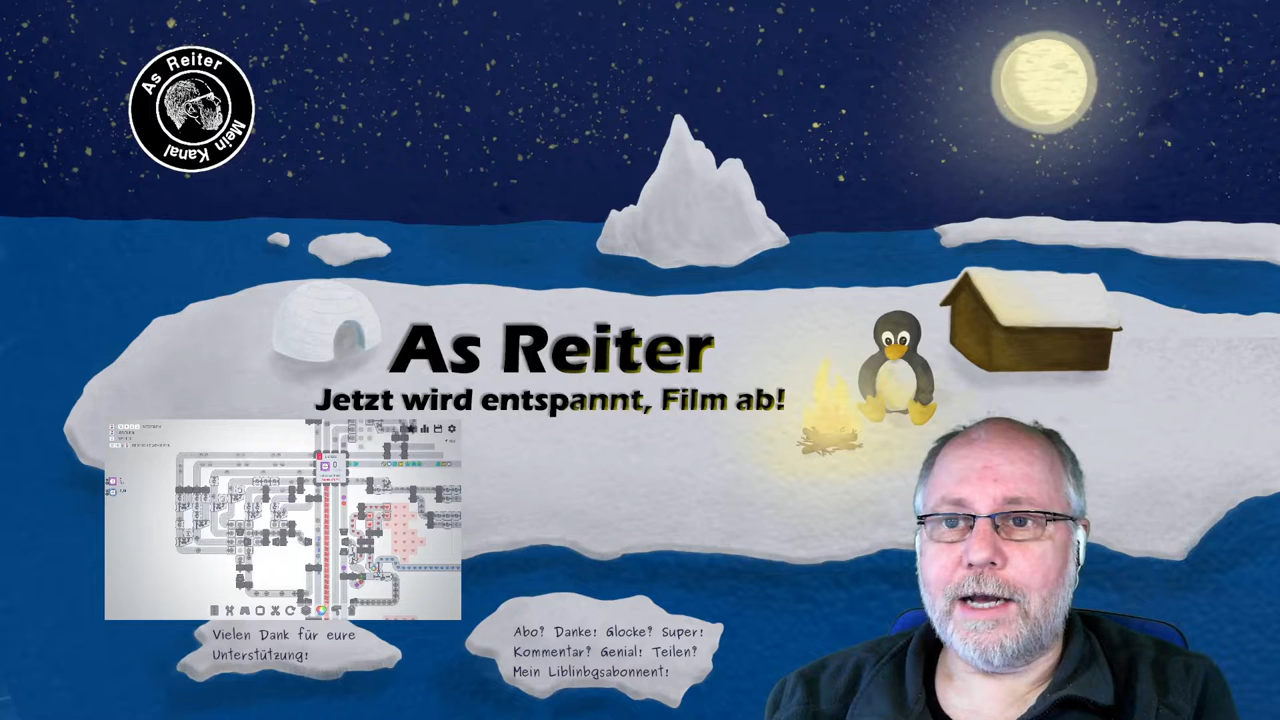 As Reiter
Mein Kanal
As Reiter
Jetzt wird entspannt, Film ab!
Vielen Dank für eure
Unterstützung!
Abo? Danke! Glocke? Super!
Kommentar? Genial! Teilen?
Mein Liblinbgsabonnent!